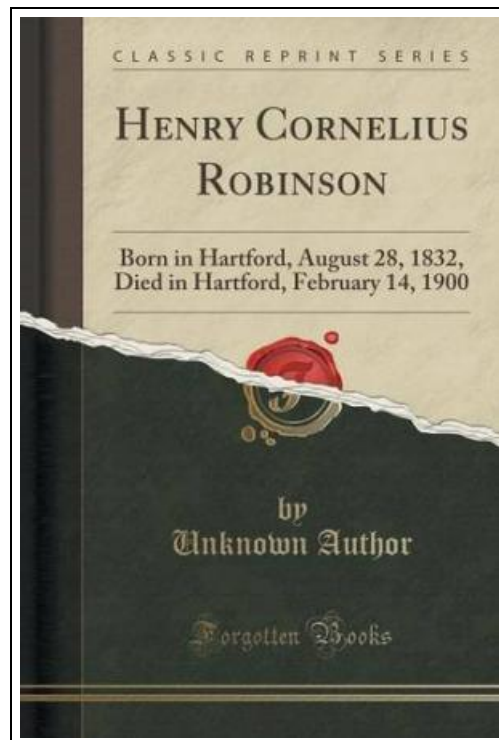 CLASSIC REPRINT SERIES
HENRY CORNELIUS
ROBINSON
Born in Hartford, August 28, 1832,
Died in Hartford, February 14, 1900
F
by
Unknown Author
Forgotten Books